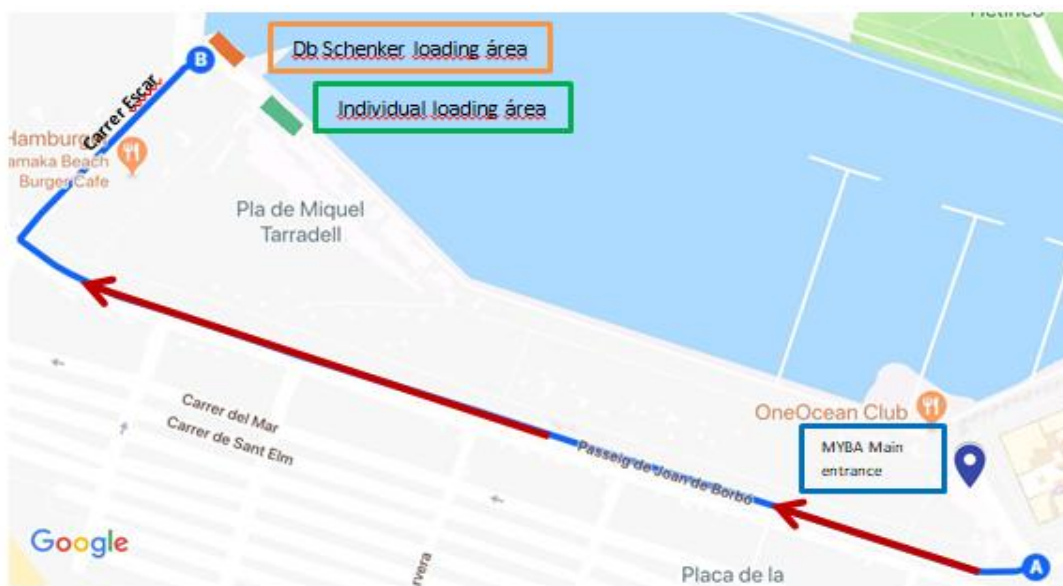 B
Db Schenker loading área
Individual loading área
Carrer Escar
Hamburg
amaka Beach
Burger Cafe
Pla de Miquel
Tarradell
OneOcean Club
MYBA Main
entrance
Carrer del Mar
Carrer de Sant Elm
Passeig de Joan de Borbó
Google
Placa de la
A